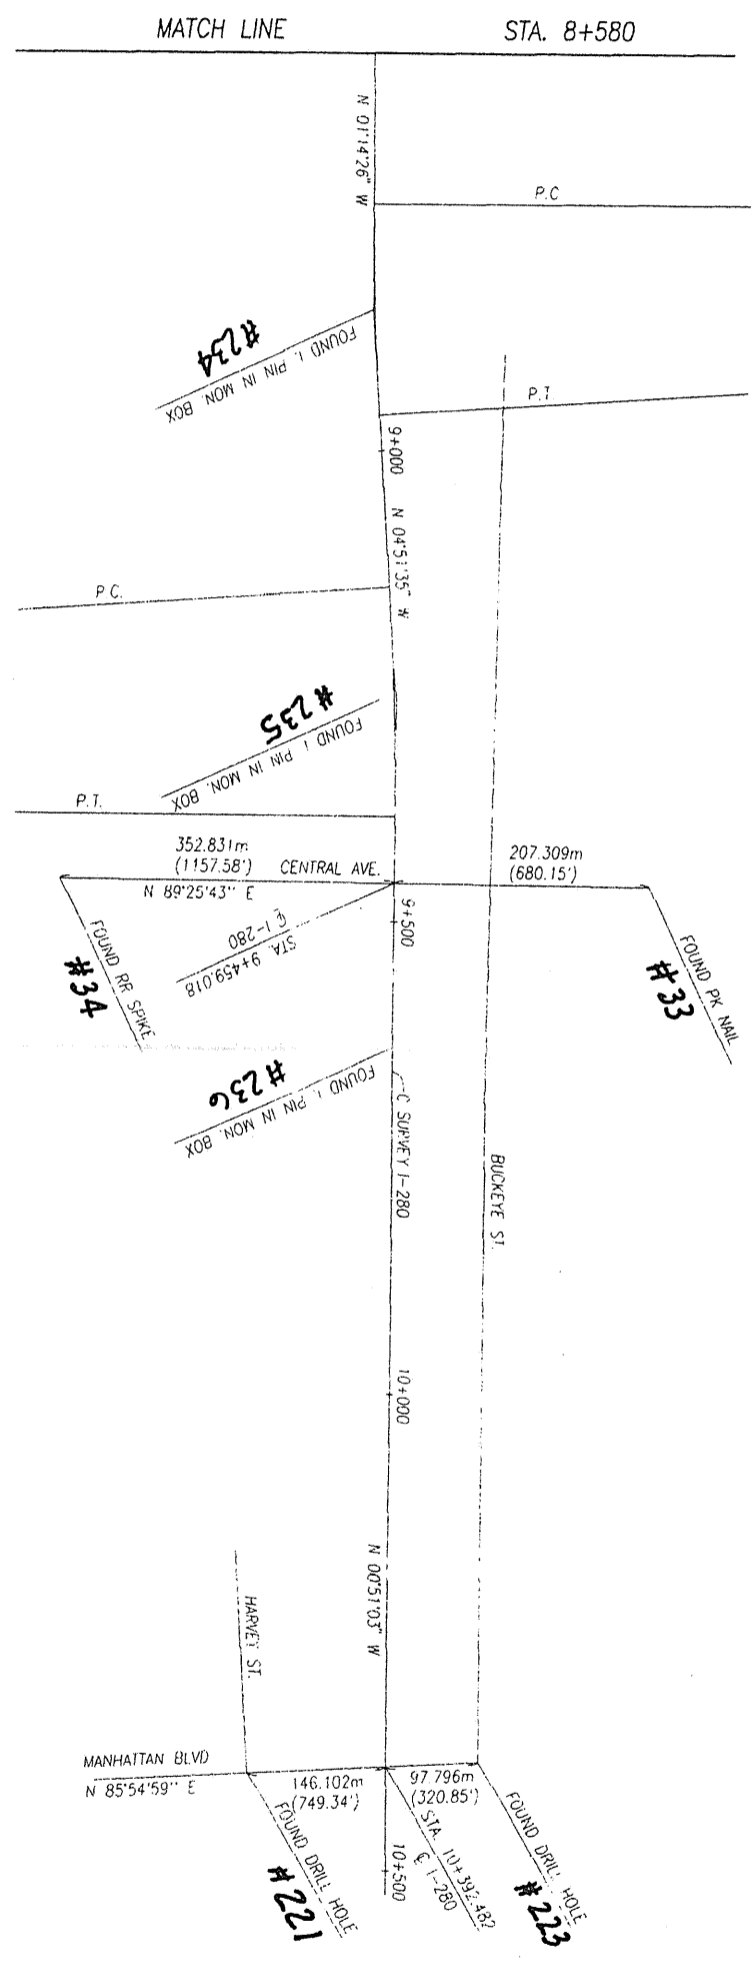 MATCH LINE STA. 8+580
N 01°14'26" W
P.C
#234
FOUND I. PIN IN MON. BOX
P.T
9+000
N 04°51'35" W
P.C.
#235
FOUND I PIN IN MON. BOX
P.T.
352.831m
(1157.58')
CENTRAL AVE.
207.309m
(680.15')
N 89°25'43" E
9+500
STA. 9+459.018
℄ I-280
FOUND RR SPIKE
#34
FOUND PK NAIL
#33
#236
FOUND I. PIN IN MON. BOX
C SURVEY I-280
BUCKEYE ST.
10+000
N 00°51'03" W
HARVEY ST.
MANHATTAN BLVD
N 85°54'59" E
146.102m
(749.34')
97.796m
(320.85')
FOUND DRILL HOLE
#221
STA. 10+392.482
℄ I-280
10+500
FOUND DRILL HOLE
#223